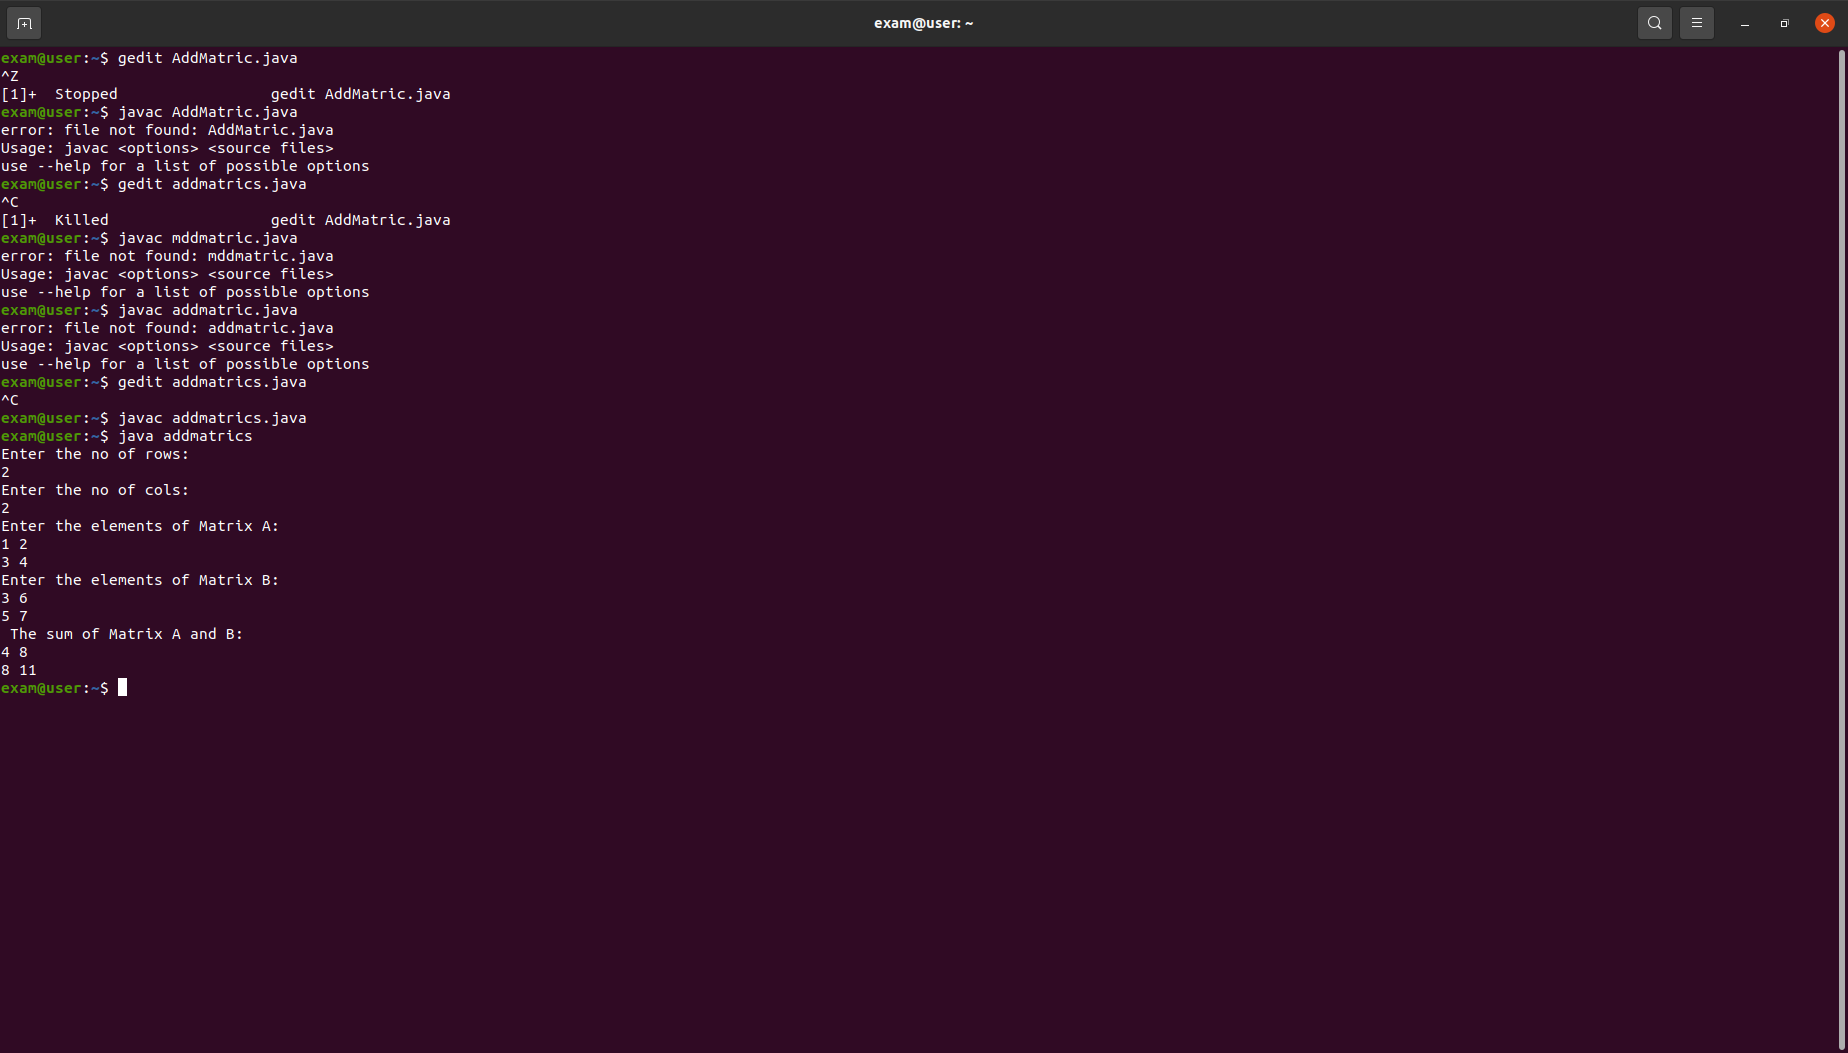 exam@user: ~
exam@user:~$ gedit AddMatric.java
^Z
[1]+  Stopped                 gedit AddMatric.java
exam@user:~$ javac AddMatric.java
error: file not found: AddMatric.java
Usage: javac <options> <source files>
use --help for a list of possible options
exam@user:~$ gedit addmatrics.java
^C
[1]+  Killed                  gedit AddMatric.java
exam@user:~$ javac mddmatric.java
error: file not found: mddmatric.java
Usage: javac <options> <source files>
use --help for a list of possible options
exam@user:~$ javac addmatric.java
error: file not found: addmatric.java
Usage: javac <options> <source files>
use --help for a list of possible options
exam@user:~$ gedit addmatrics.java
^C
exam@user:~$ javac addmatrics.java
exam@user:~$ java addmatrics
Enter the no of rows:
2
Enter the no of cols:
2
Enter the elements of Matrix A:
1 2
3 4
Enter the elements of Matrix B:
3 6
5 7
 The sum of Matrix A and B:
4 8
8 11
exam@user:~$